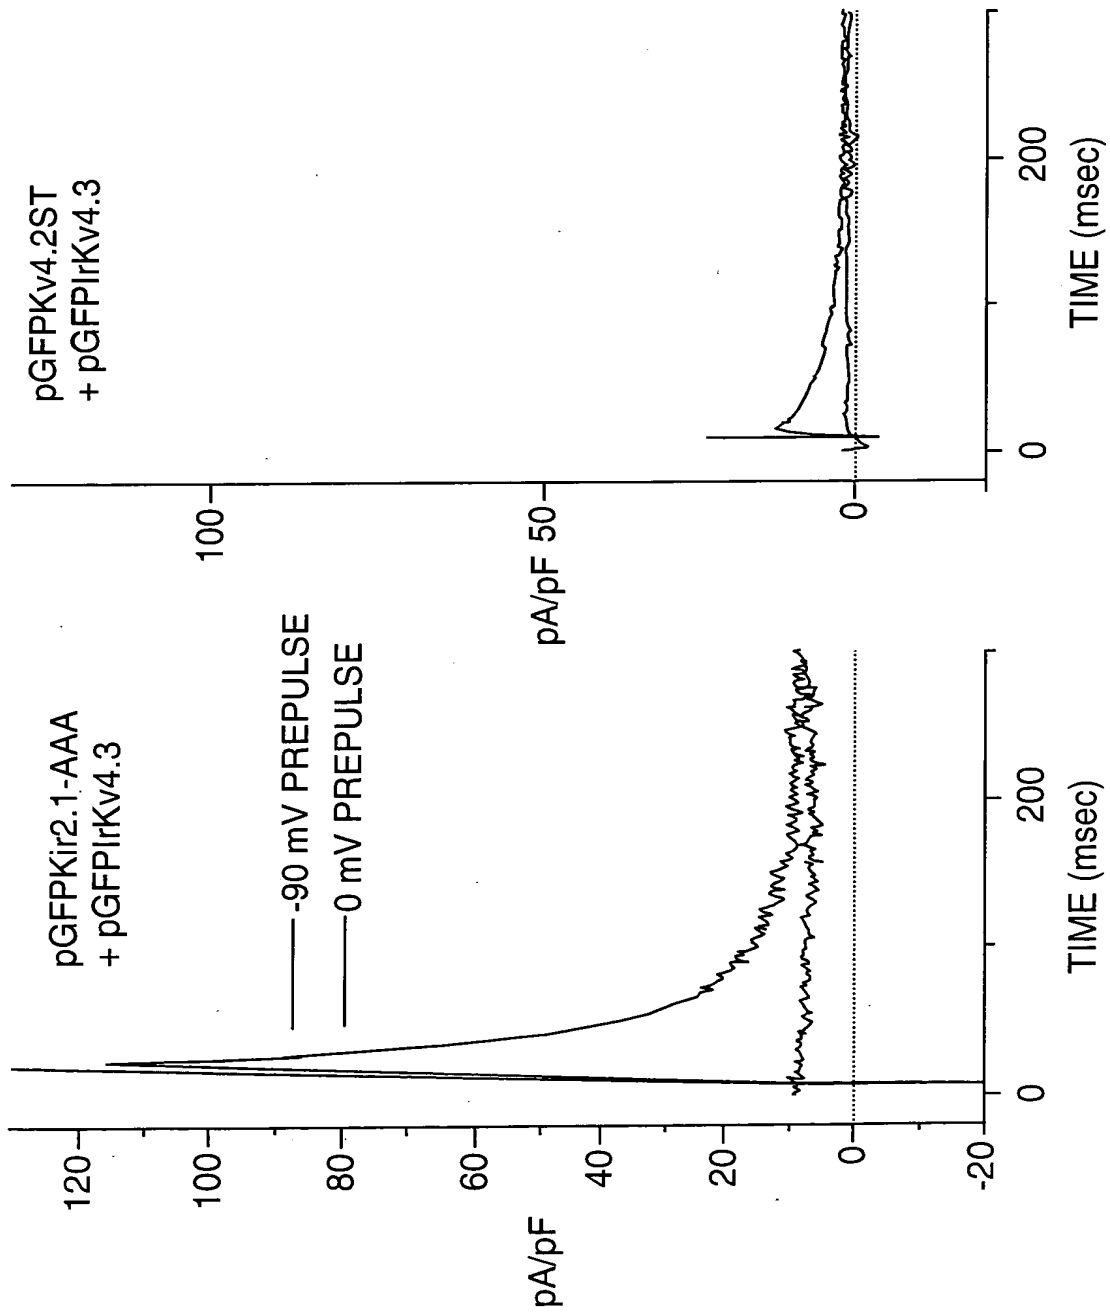 pGFPKir2.1-AAA
+ pGFPIrKv4.3
-90 mV PREPULSE
0 mV PREPULSE
120
100
80
60
40
20
0
-20
pA/pF
0
200
TIME (msec)
pGFPKv4.2ST
+ pGFPIrKv4.3
100
pA/pF 50
0
0
200
TIME (msec)